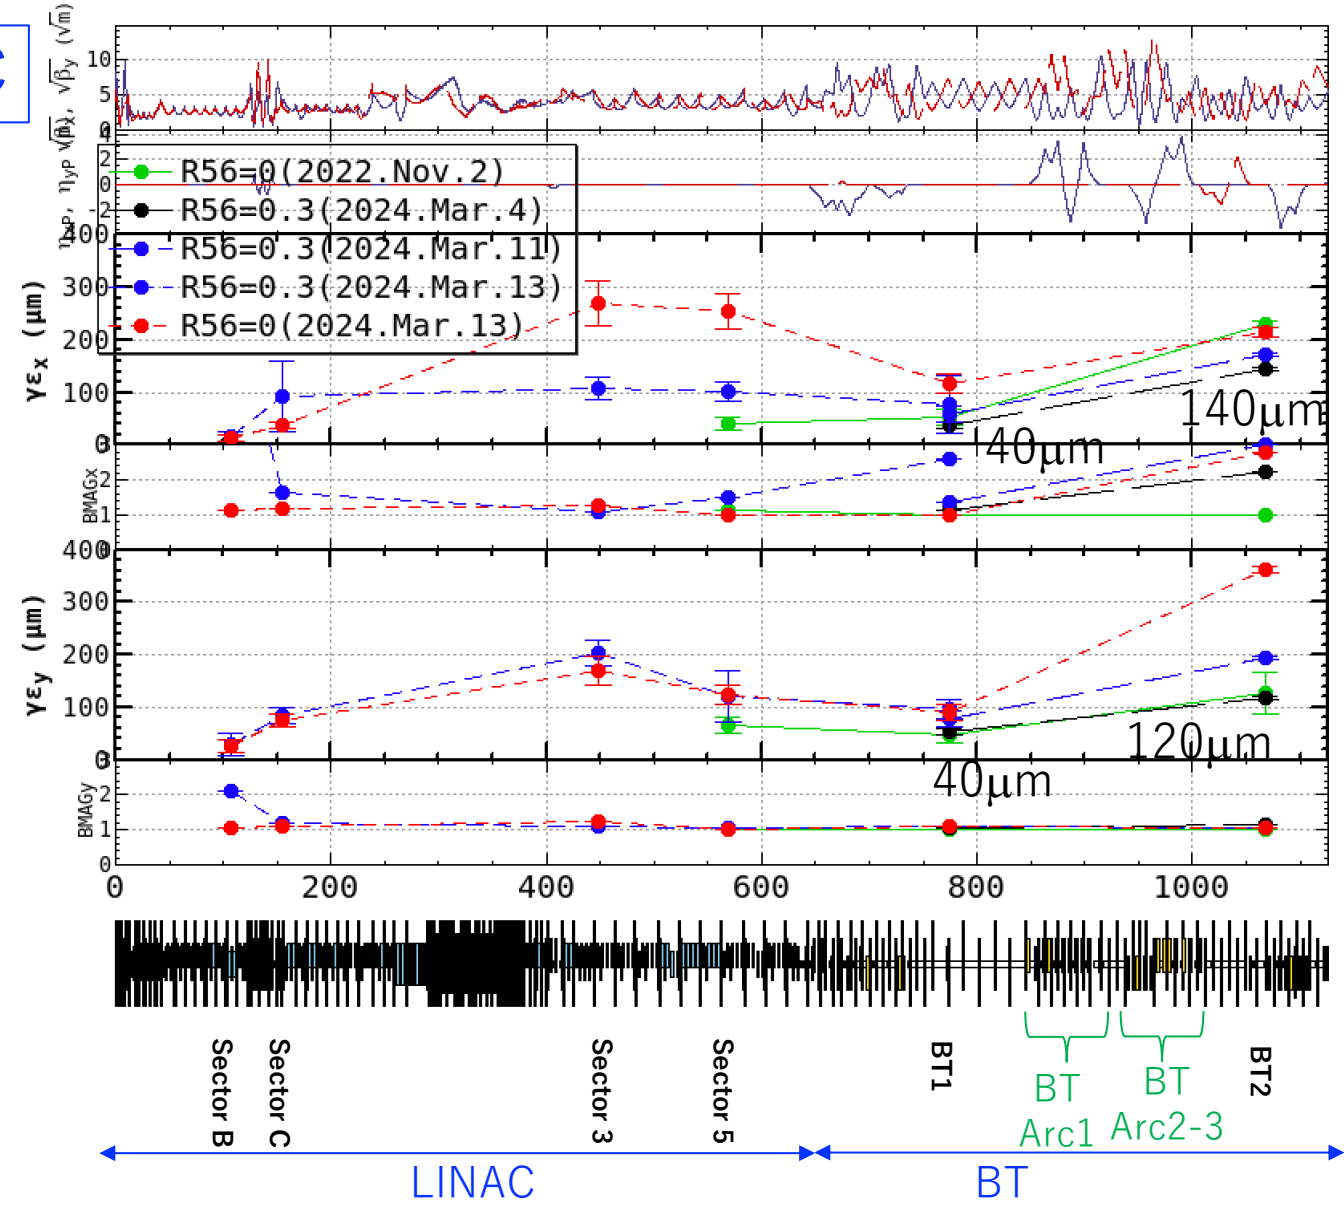 C
√βx, √βy (√m)
10
5
0
4
2
0
-2
ηxP, ηyP
R56=0(2022.Nov.2)
R56=0.3(2024.Mar.4)
R56=0.3(2024.Mar.11)
R56=0.3(2024.Mar.13)
R56=0(2024.Mar.13)
γεx (μm)
400
300
200
100
140μm
40μm
BMAGx
3
2
1
γεy (μm)
400
300
200
100
120μm
40μm
BMAGy
3
2
1
0
0 200 400 600 800 1000
Sector B
Sector C
Sector 3
Sector 5
BT1
BT2
BT
Arc1
BT
Arc2-3
LINAC
BT